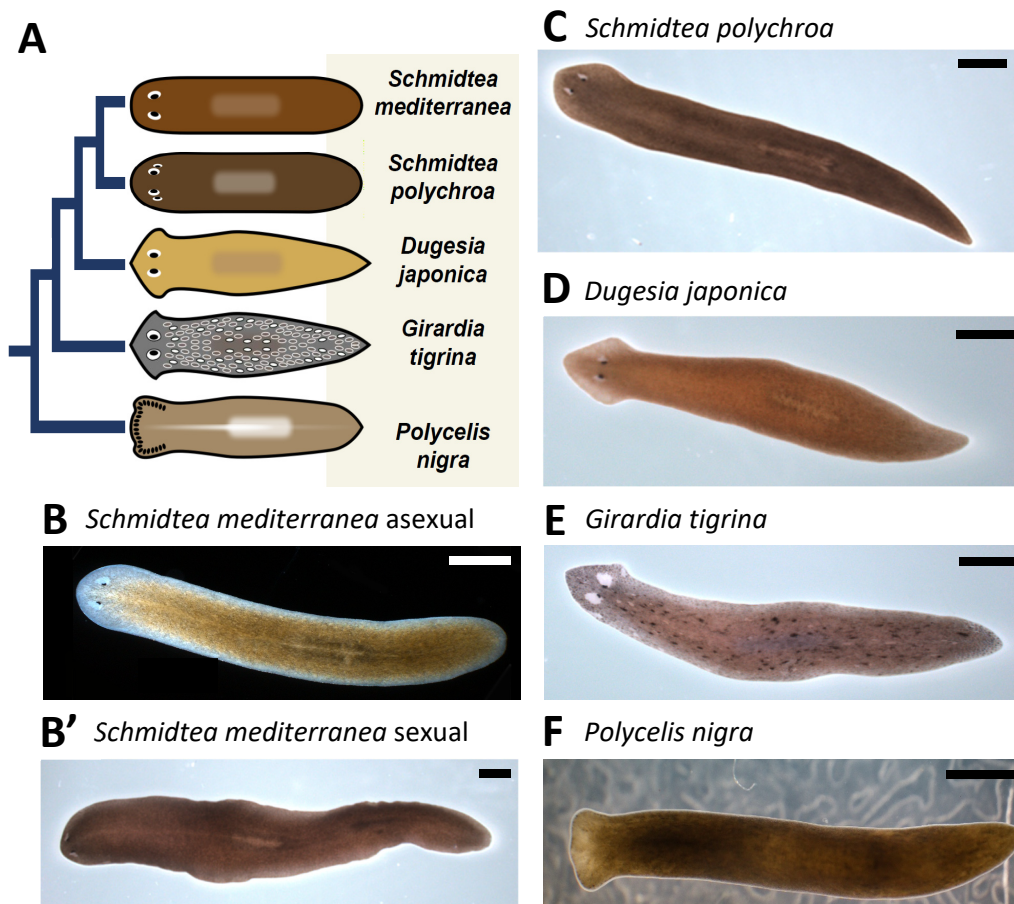 A
Schmidtea
mediterranea
Schmidtea
polychroa
Dugesia
japonica
Girardia
tigrina
Polycelis
nigra
B Schmidtea mediterranea asexual
B’ Schmidtea mediterranea sexual
C Schmidtea polychroa
D Dugesia japonica
E Girardia tigrina
F Polycelis nigra